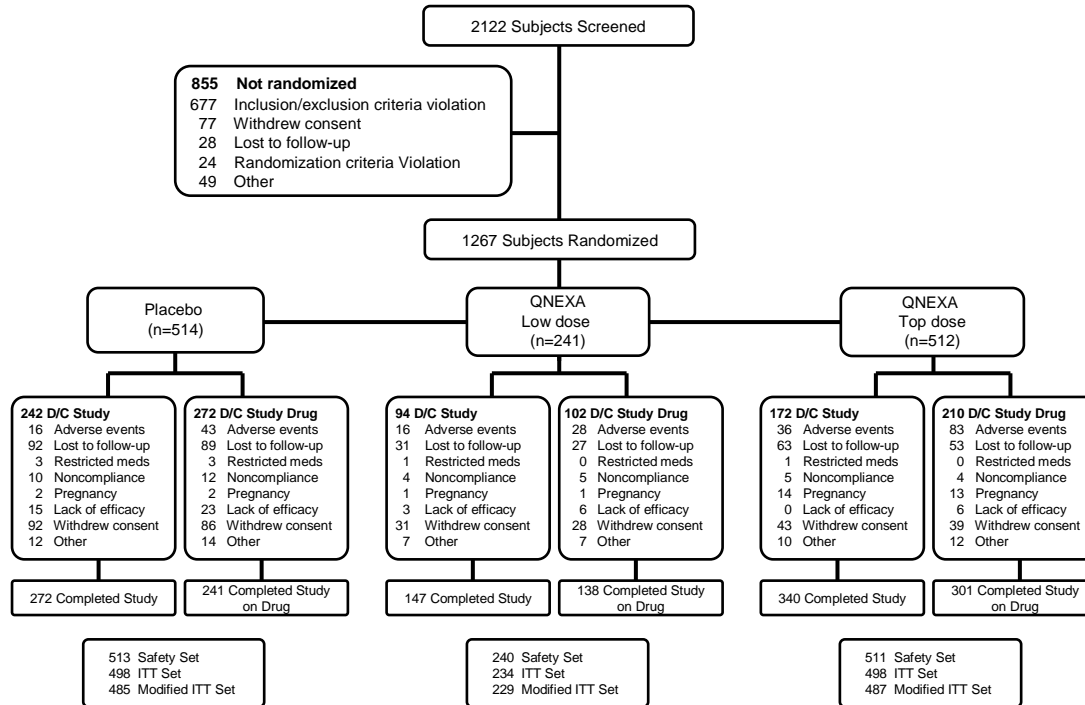 2122 Subjects Screened
855 Not randomized
677 Inclusion/exclusion criteria violation
77 Withdrew consent
28 Lost to follow-up
24 Randomization criteria Violation
49 Other
1267 Subjects Randomized
Placebo
(n=514)
QNEXA
Low dose
(n=241)
QNEXA
Top dose
(n=512)
242 D/C Study
16 Adverse events
92 Lost to follow-up
3 Restricted meds
10 Noncompliance
2 Pregnancy
15 Lack of efficacy
92 Withdrew consent
12 Other
272 D/C Study Drug
43 Adverse events
89 Lost to follow-up
3 Restricted meds
12 Noncompliance
2 Pregnancy
23 Lack of efficacy
86 Withdrew consent
14 Other
94 D/C Study
16 Adverse events
31 Lost to follow-up
1 Restricted meds
4 Noncompliance
1 Pregnancy
3 Lack of efficacy
31 Withdrew consent
7 Other
102 D/C Study Drug
28 Adverse events
27 Lost to follow-up
0 Restricted meds
5 Noncompliance
1 Pregnancy
6 Lack of efficacy
28 Withdrew consent
7 Other
172 D/C Study
36 Adverse events
63 Lost to follow-up
1 Restricted meds
5 Noncompliance
14 Pregnancy
0 Lack of efficacy
43 Withdrew consent
10 Other
210 D/C Study Drug
83 Adverse events
53 Lost to follow-up
0 Restricted meds
4 Noncompliance
13 Pregnancy
6 Lack of efficacy
39 Withdrew consent
12 Other
272 Completed Study
241 Completed Study
on Drug
147 Completed Study
138 Completed Study
on Drug
340 Completed Study
301 Completed Study
on Drug
513 Safety Set
498 ITT Set
485 Modified ITT Set
240 Safety Set
234 ITT Set
229 Modified ITT Set
511 Safety Set
498 ITT Set
487 Modified ITT Set